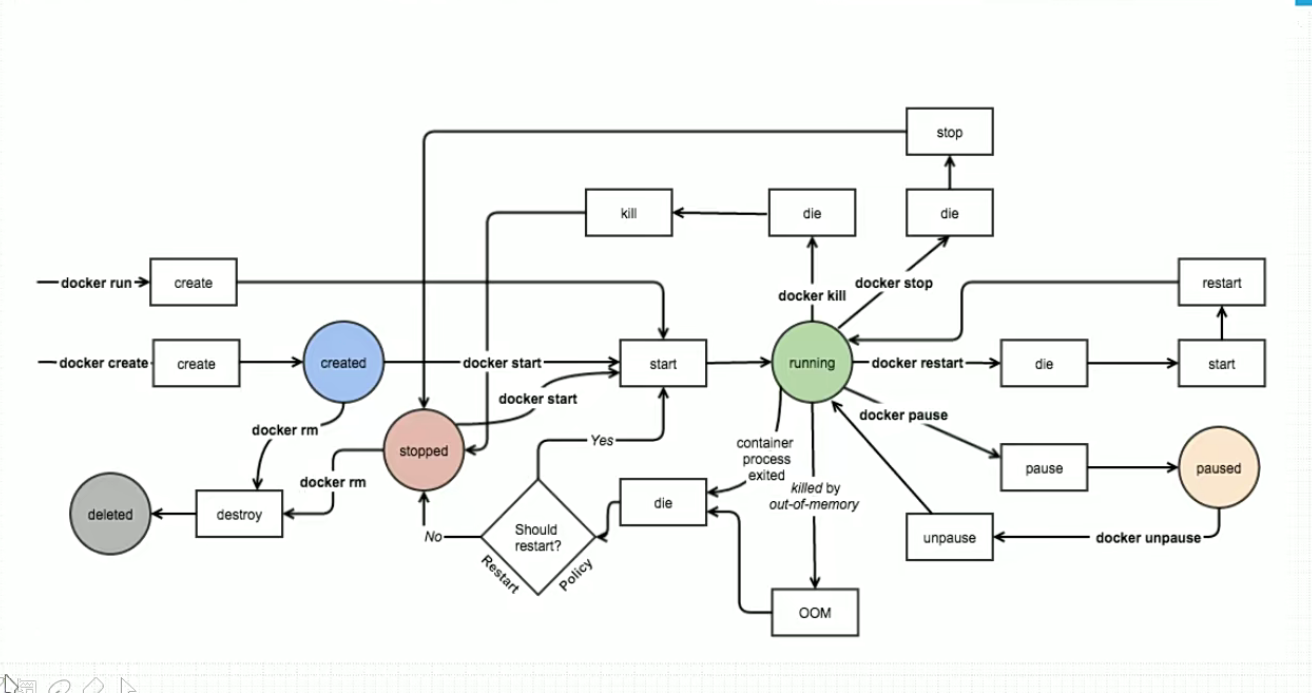 stop
kill
die
die
docker run
create
docker kill
docker stop
restart
docker create
create
created
docker start
start
running
docker restart
die
start
docker start
docker rm
stopped
Yes
docker pause
container
process
exited
pause
paused
docker rm
killed by
out-of-memory
deleted
destroy
die
Should
restart?
No
Restart
Policy
unpause
docker unpause
OOM